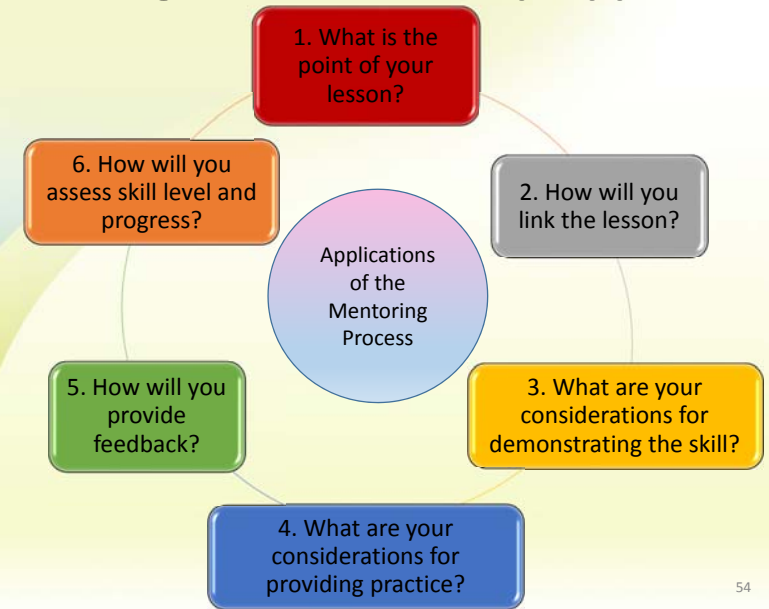 1. What is the
point of your
lesson?
2. How will you
link the lesson?
3. What are your
considerations for
demonstrating the skill?
4. What are your
considerations for
providing practice?
5. How will you
provide
feedback?
6. How will you
assess skill level and
progress?
Applications
of the
Mentoring
Process
54